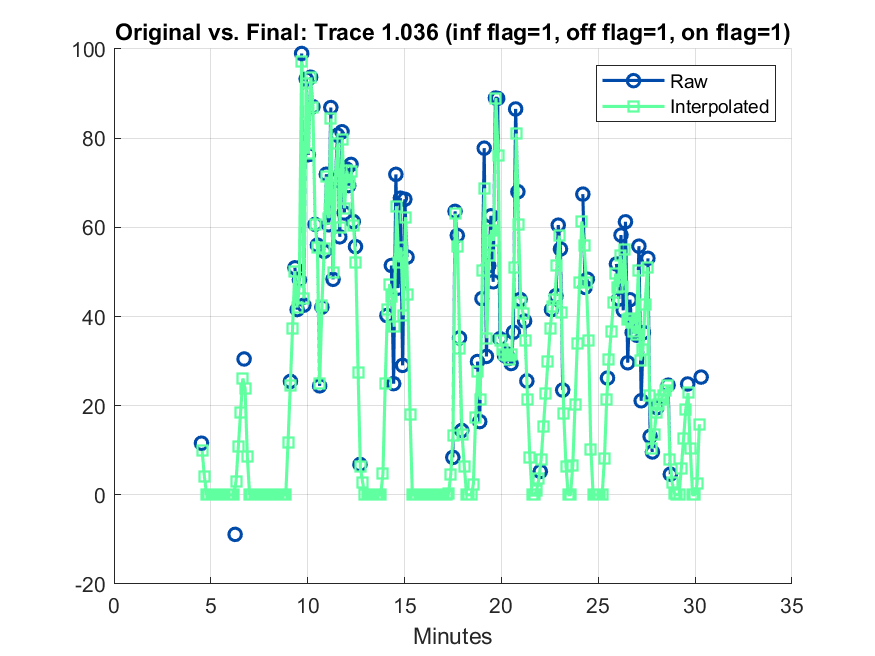 Original vs. Final: Trace 1.036 (inf flag=1, off flag=1, on flag=1)
100
80
60
40
20
0
-20
0 5 10 15 20 25 30 35
Minutes
Raw
Interpolated